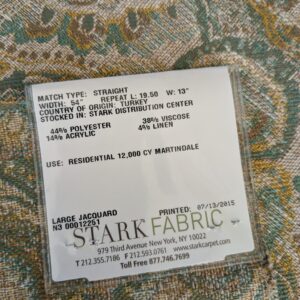 MATCH TYPE: STRAIGHT
WIDTH: 54" REPEAT L: 19.50 W: 13"
COUNTRY OF ORIGIN: TURKEY
STOCKED IN: STARK DISTRIBUTION CENTER
44% POLYESTER 38% VISCOSE
14% ACRYLIC 4% LINEN
USE: RESIDENTIAL 12,000 CY MARTINDALE
LARGE JACQUARD PRINTED: 07/13/2015
N3 00012251
STARK FABRIC
979 Third Avenue New York, NY 10022
T 212.355.7186 F 212.593.0761 www.starkcarpet.com
Toll Free 877.746.7699